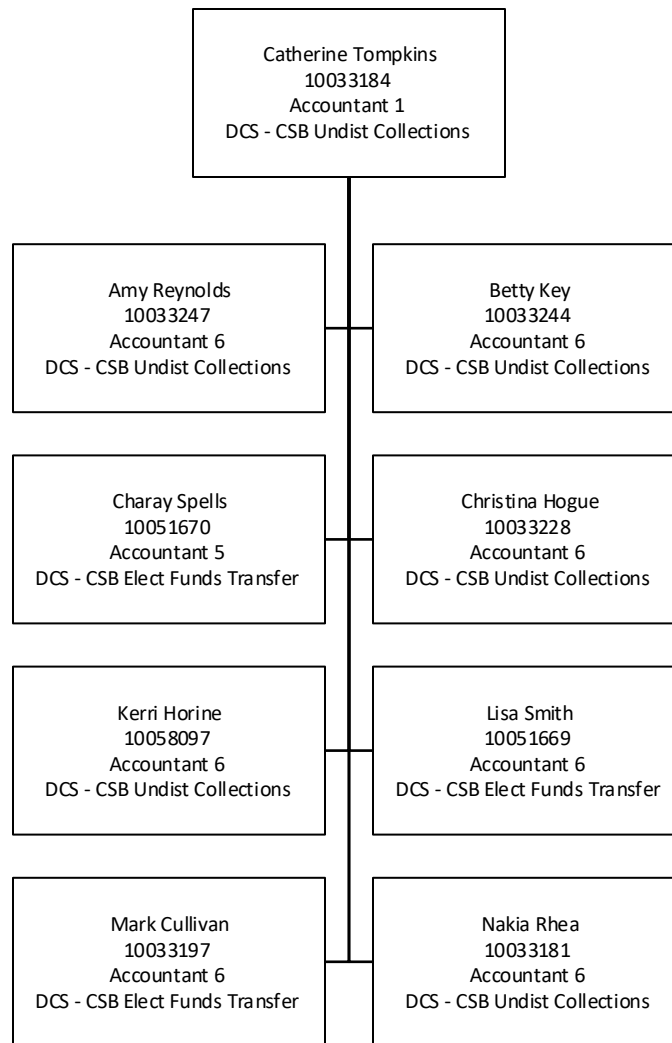 Catherine Tompkins
10033184
Accountant 1
DCS - CSB Undist Collections
Amy Reynolds
10033247
Accountant 6
DCS - CSB Undist Collections
Betty Key
10033244
Accountant 6
DCS - CSB Undist Collections
Charay Spells
10051670
Accountant 5
DCS - CSB Elect Funds Transfer
Christina Hogue
10033228
Accountant 6
DCS - CSB Undist Collections
Kerri Horine
10058097
Accountant 6
DCS - CSB Undist Collections
Lisa Smith
10051669
Accountant 6
DCS - CSB Elect Funds Transfer
Mark Cullivan
10033197
Accountant 6
DCS - CSB Elect Funds Transfer
Nakia Rhea
10033181
Accountant 6
DCS - CSB Undist Collections